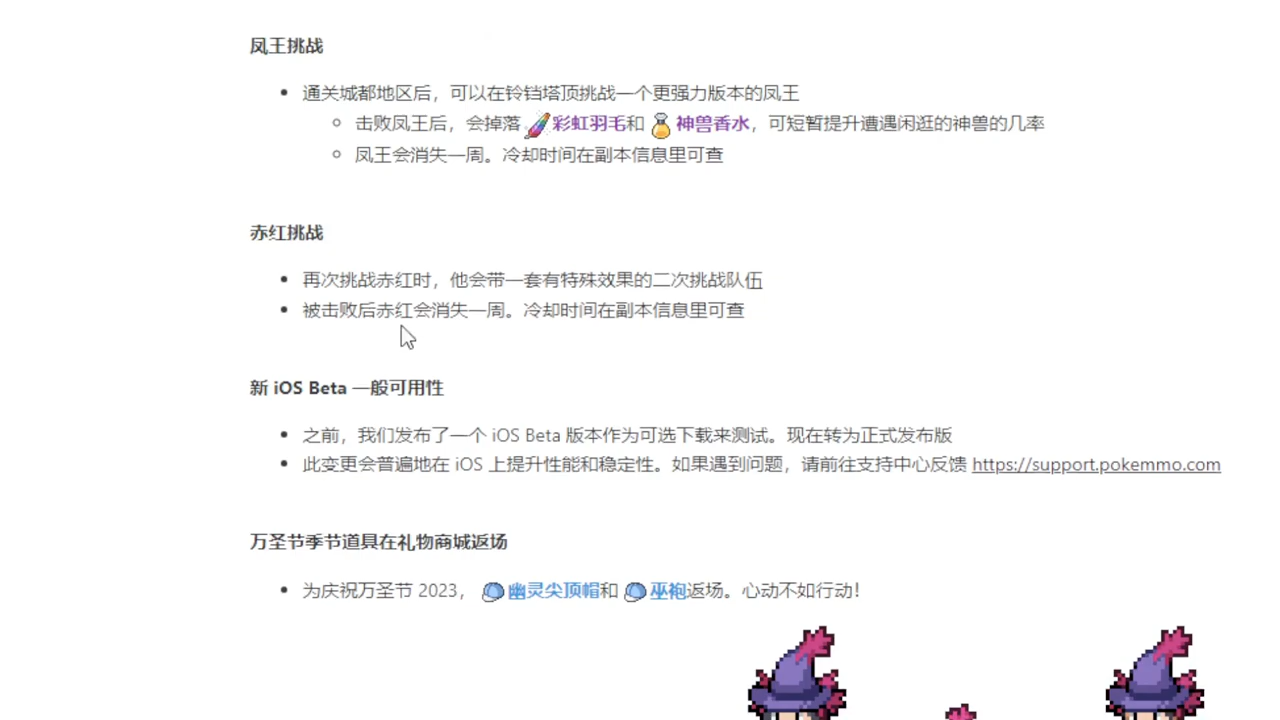 凤王挑战
通关城都地区后，可以在铃铛塔顶挑战一个更强力版本的凤王
击败凤王后，会掉落彩虹羽毛和神兽香水，可短暂提升遭遇闲逛的神兽的几率
凤王会消失一周。冷却时间在副本信息里可查
赤红挑战
再次挑战赤红时，他会带一套有特殊效果的二次挑战队伍
被击败后赤红会消失一周。冷却时间在副本信息里可查
新 iOS Beta 一般可用性
之前，我们发布了一个 iOS Beta 版本作为可选下载来测试。现在转为正式发布版
此变更会普遍地在 iOS 上提升性能和稳定性。如果遇到问题，请前往支持中心反馈 https://support.pokemmo.com
万圣节季节道具在礼物商城返场
为庆祝万圣节 2023，幽灵尖顶帽和巫袍返场。心动不如行动！